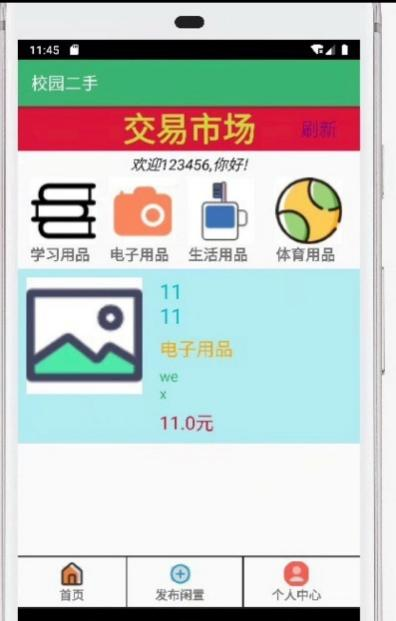 11:45
校园二手
交易市场 刷新
欢迎123456,你好!
学习用品 电子用品 生活用品 体育用品
11
11
电子用品
we
x
11.0元
首页 发布闲置 个人中心